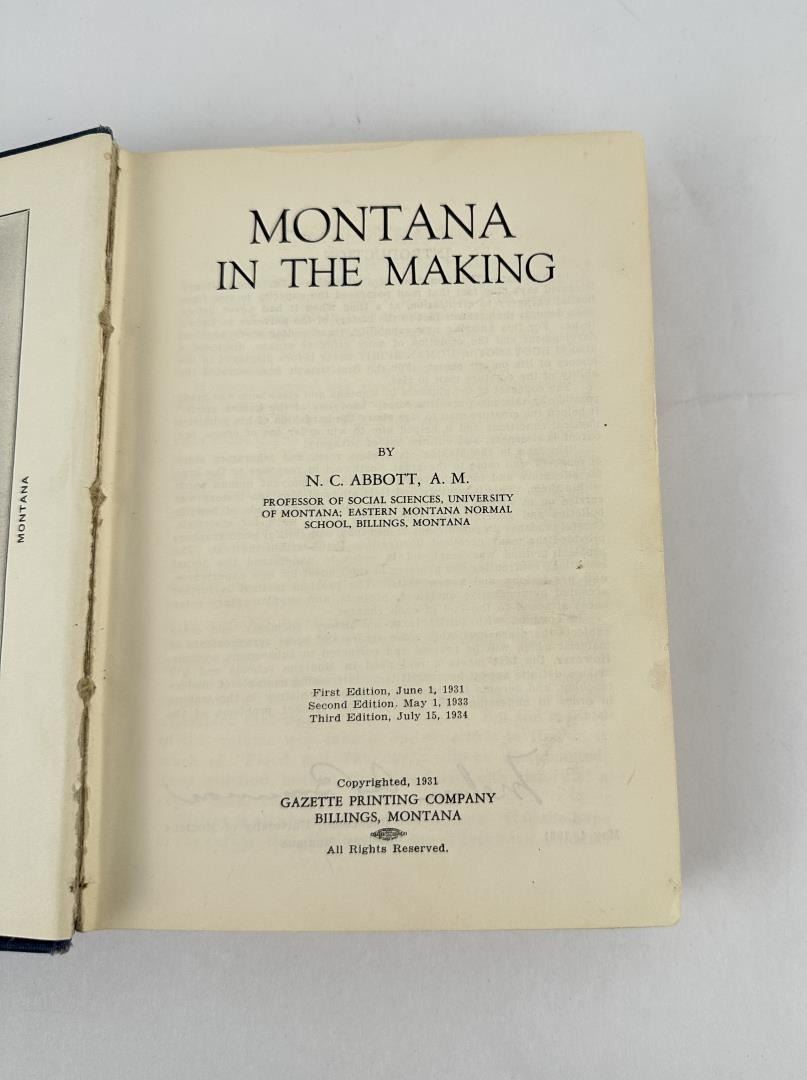 MONTANA
MONTANA
IN THE MAKING
BY
N. C. ABBOTT, A. M.
PROFESSOR OF SOCIAL SCIENCES, UNIVERSITY
OF MONTANA; EASTERN MONTANA NORMAL
SCHOOL, BILLINGS, MONTANA
First Edition, June 1, 1931
Second Edition. May 1, 1933
Third Edition, July 15, 1934
Copyrighted, 1931
GAZETTE PRINTING COMPANY
BILLINGS, MONTANA
All Rights Reserved.